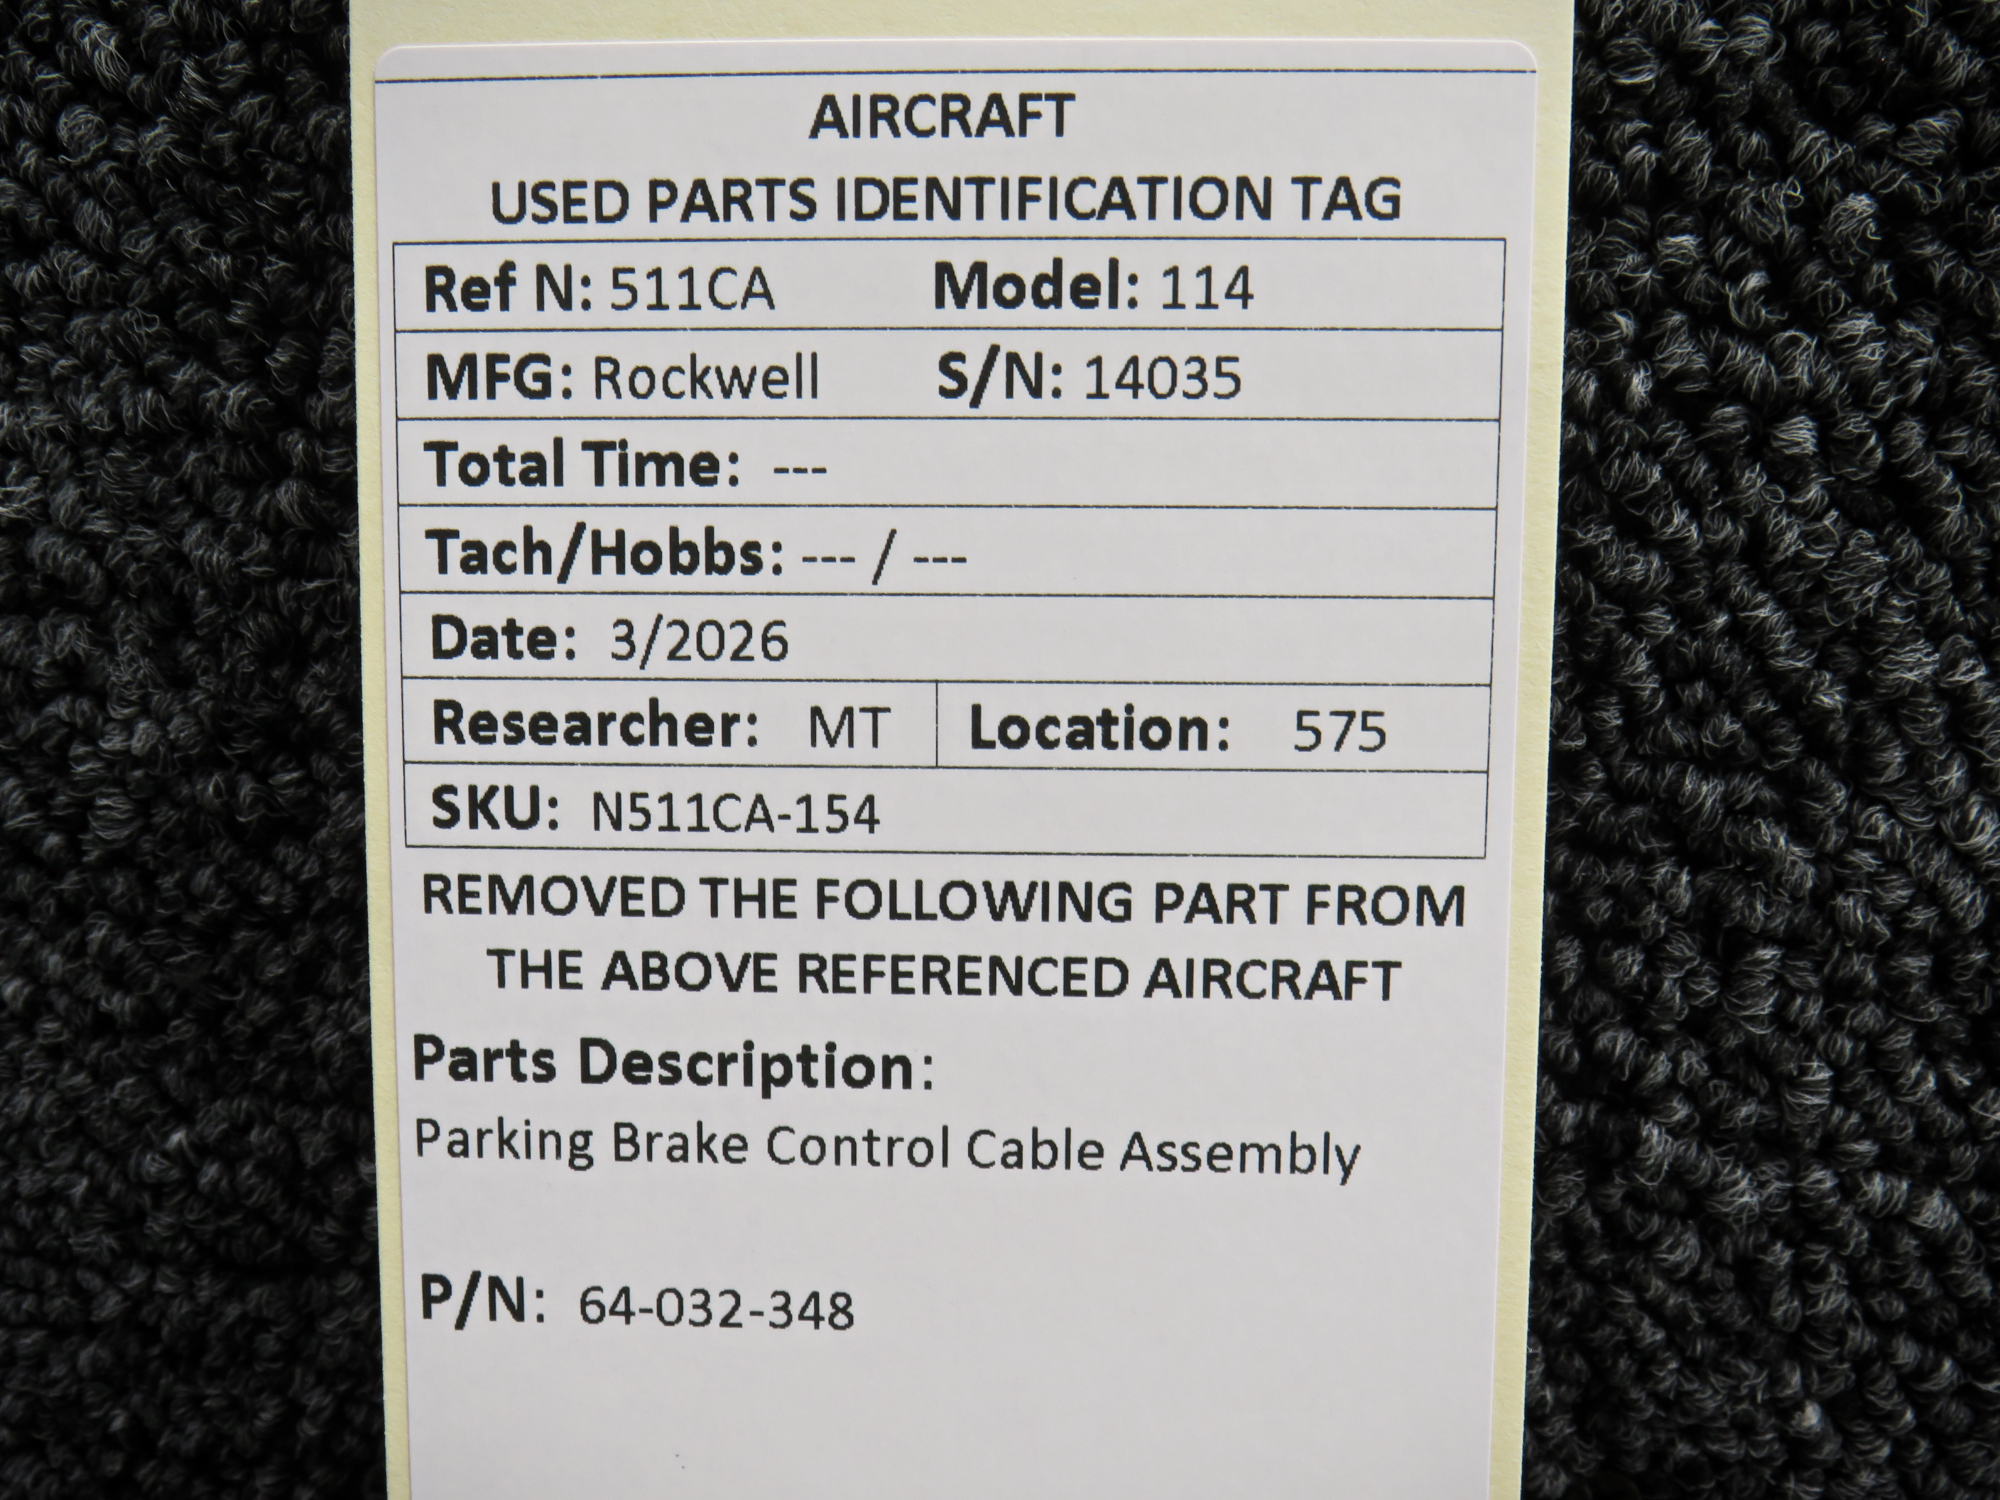 AIRCRAFT
USED PARTS IDENTIFICATION TAG
Ref N: 511CA Model: 114
MFG: Rockwell S/N: 14035
Total Time: ---
Tach/Hobbs: --- / ---
Date: 3/2026
Researcher: MT Location: 575
SKU: N511CA-154
REMOVED THE FOLLOWING PART FROM
THE ABOVE REFERENCED AIRCRAFT
Parts Description:
Parking Brake Control Cable Assembly
P/N: 64-032-348